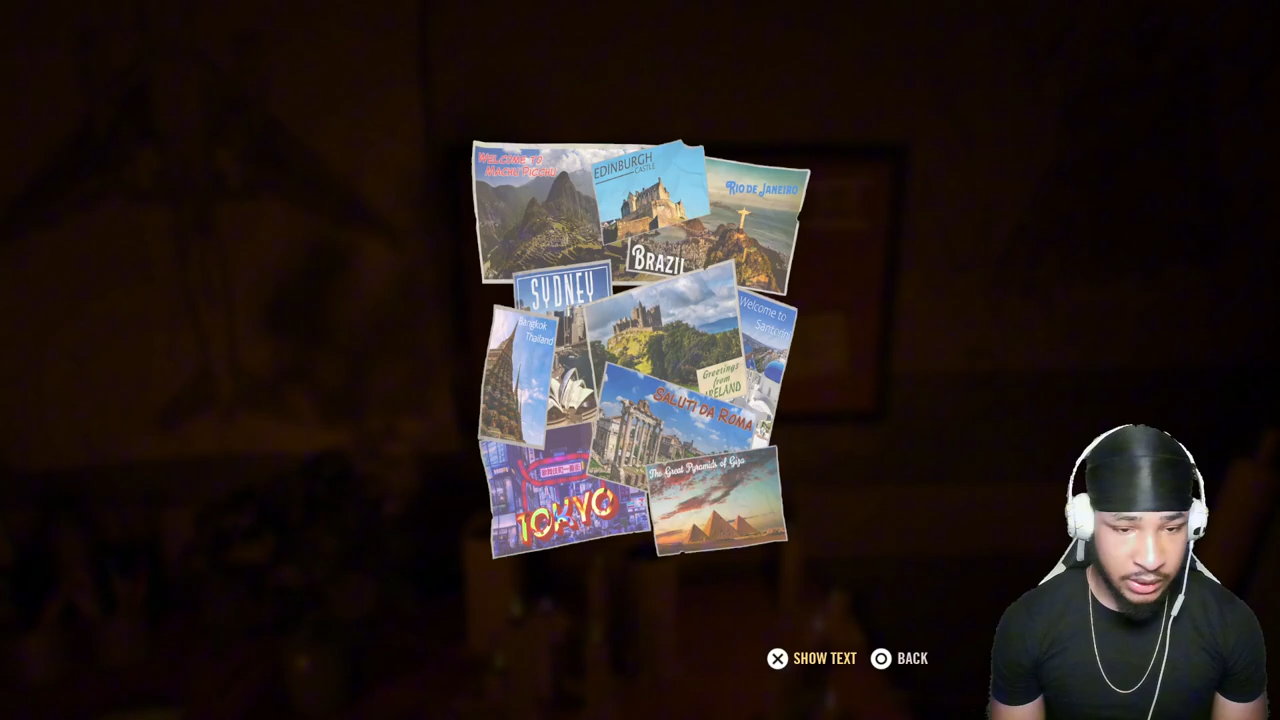 WELCOME TO
MACHU PICCHU
EDINBURGH
CASTLE
RIO DE JANEIRO
BRAZIL
SYDNEY
Bangkok
Thailand
Welcome to
Santorini
Greetings
from
IRELAND
SALUTI DA ROMA
The Great Pyramids of Giza
TOKYO
SHOW TEXT
BACK